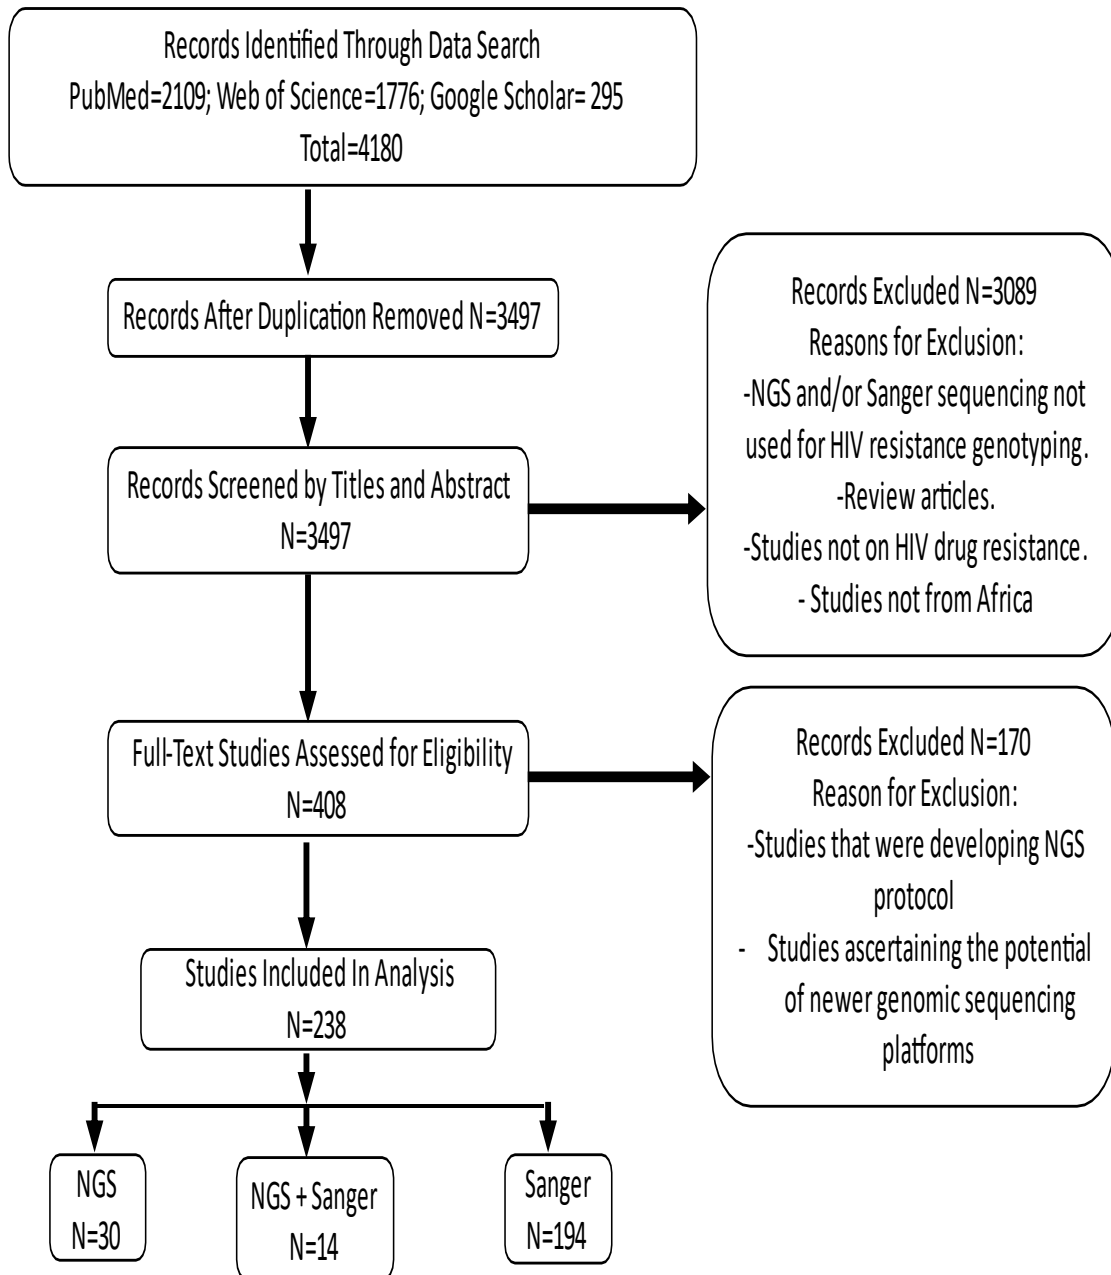 Records Identified Through Data Search
PubMed=2109; Web of Science=1776; Google Scholar= 295
Total=4180
Records After Duplication Removed N=3497
Records Screened by Titles and Abstract
N=3497
Records Excluded N=3089
Reasons for Exclusion:
-NGS and/or Sanger sequencing not
used for HIV resistance genotyping.
-Review articles.
-Studies not on HIV drug resistance.
- Studies not from Africa
Full-Text Studies Assessed for Eligibility
N=408
Records Excluded N=170
Reason for Exclusion:
-Studies that were developing NGS
protocol
- Studies ascertaining the potential
of newer genomic sequencing
platforms
Studies Included In Analysis
N=238
NGS
N=30
NGS + Sanger
N=14
Sanger
N=194